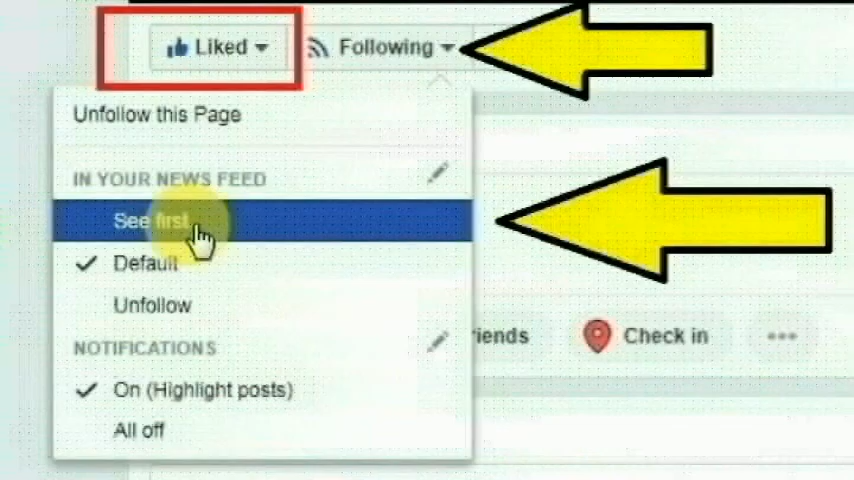 Liked
Following
Unfollow this Page
IN YOUR NEWS FEED
See first
Default
Unfollow
riends
Check in
NOTIFICATIONS
On (Highlight posts)
All off